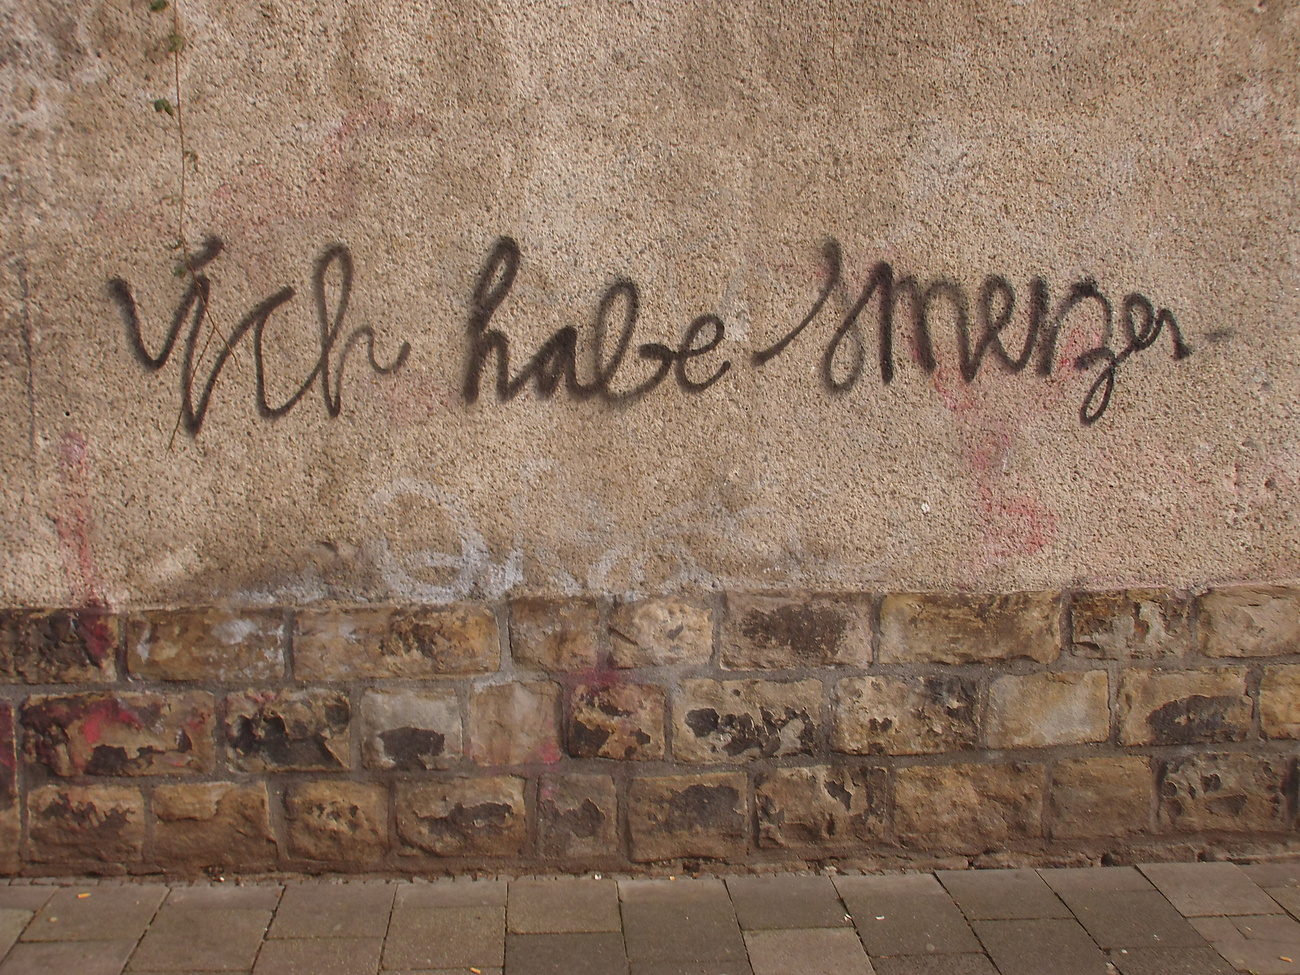 ich habe smerzen